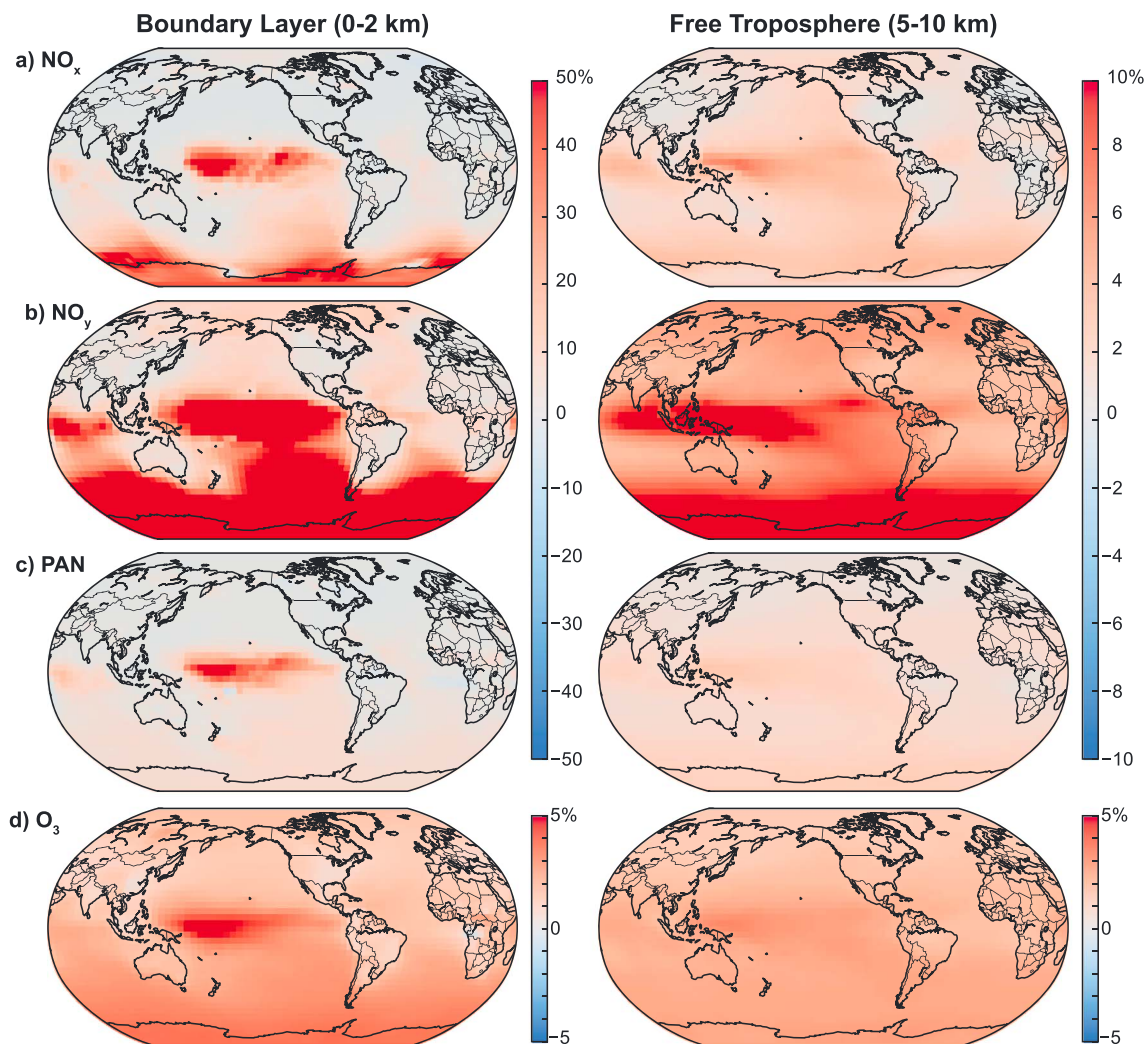 Boundary Layer (0-2 km) Free Troposphere (5-10 km)
a) NOx
50% 10%
40 8
30 6
20 4
10 2
0 0
−10 −2
−20 −4
−30 −6
−40 −8
−50 −10
b) NOy
c) PAN
d) O3
5% 5%
0 0
−5 −5